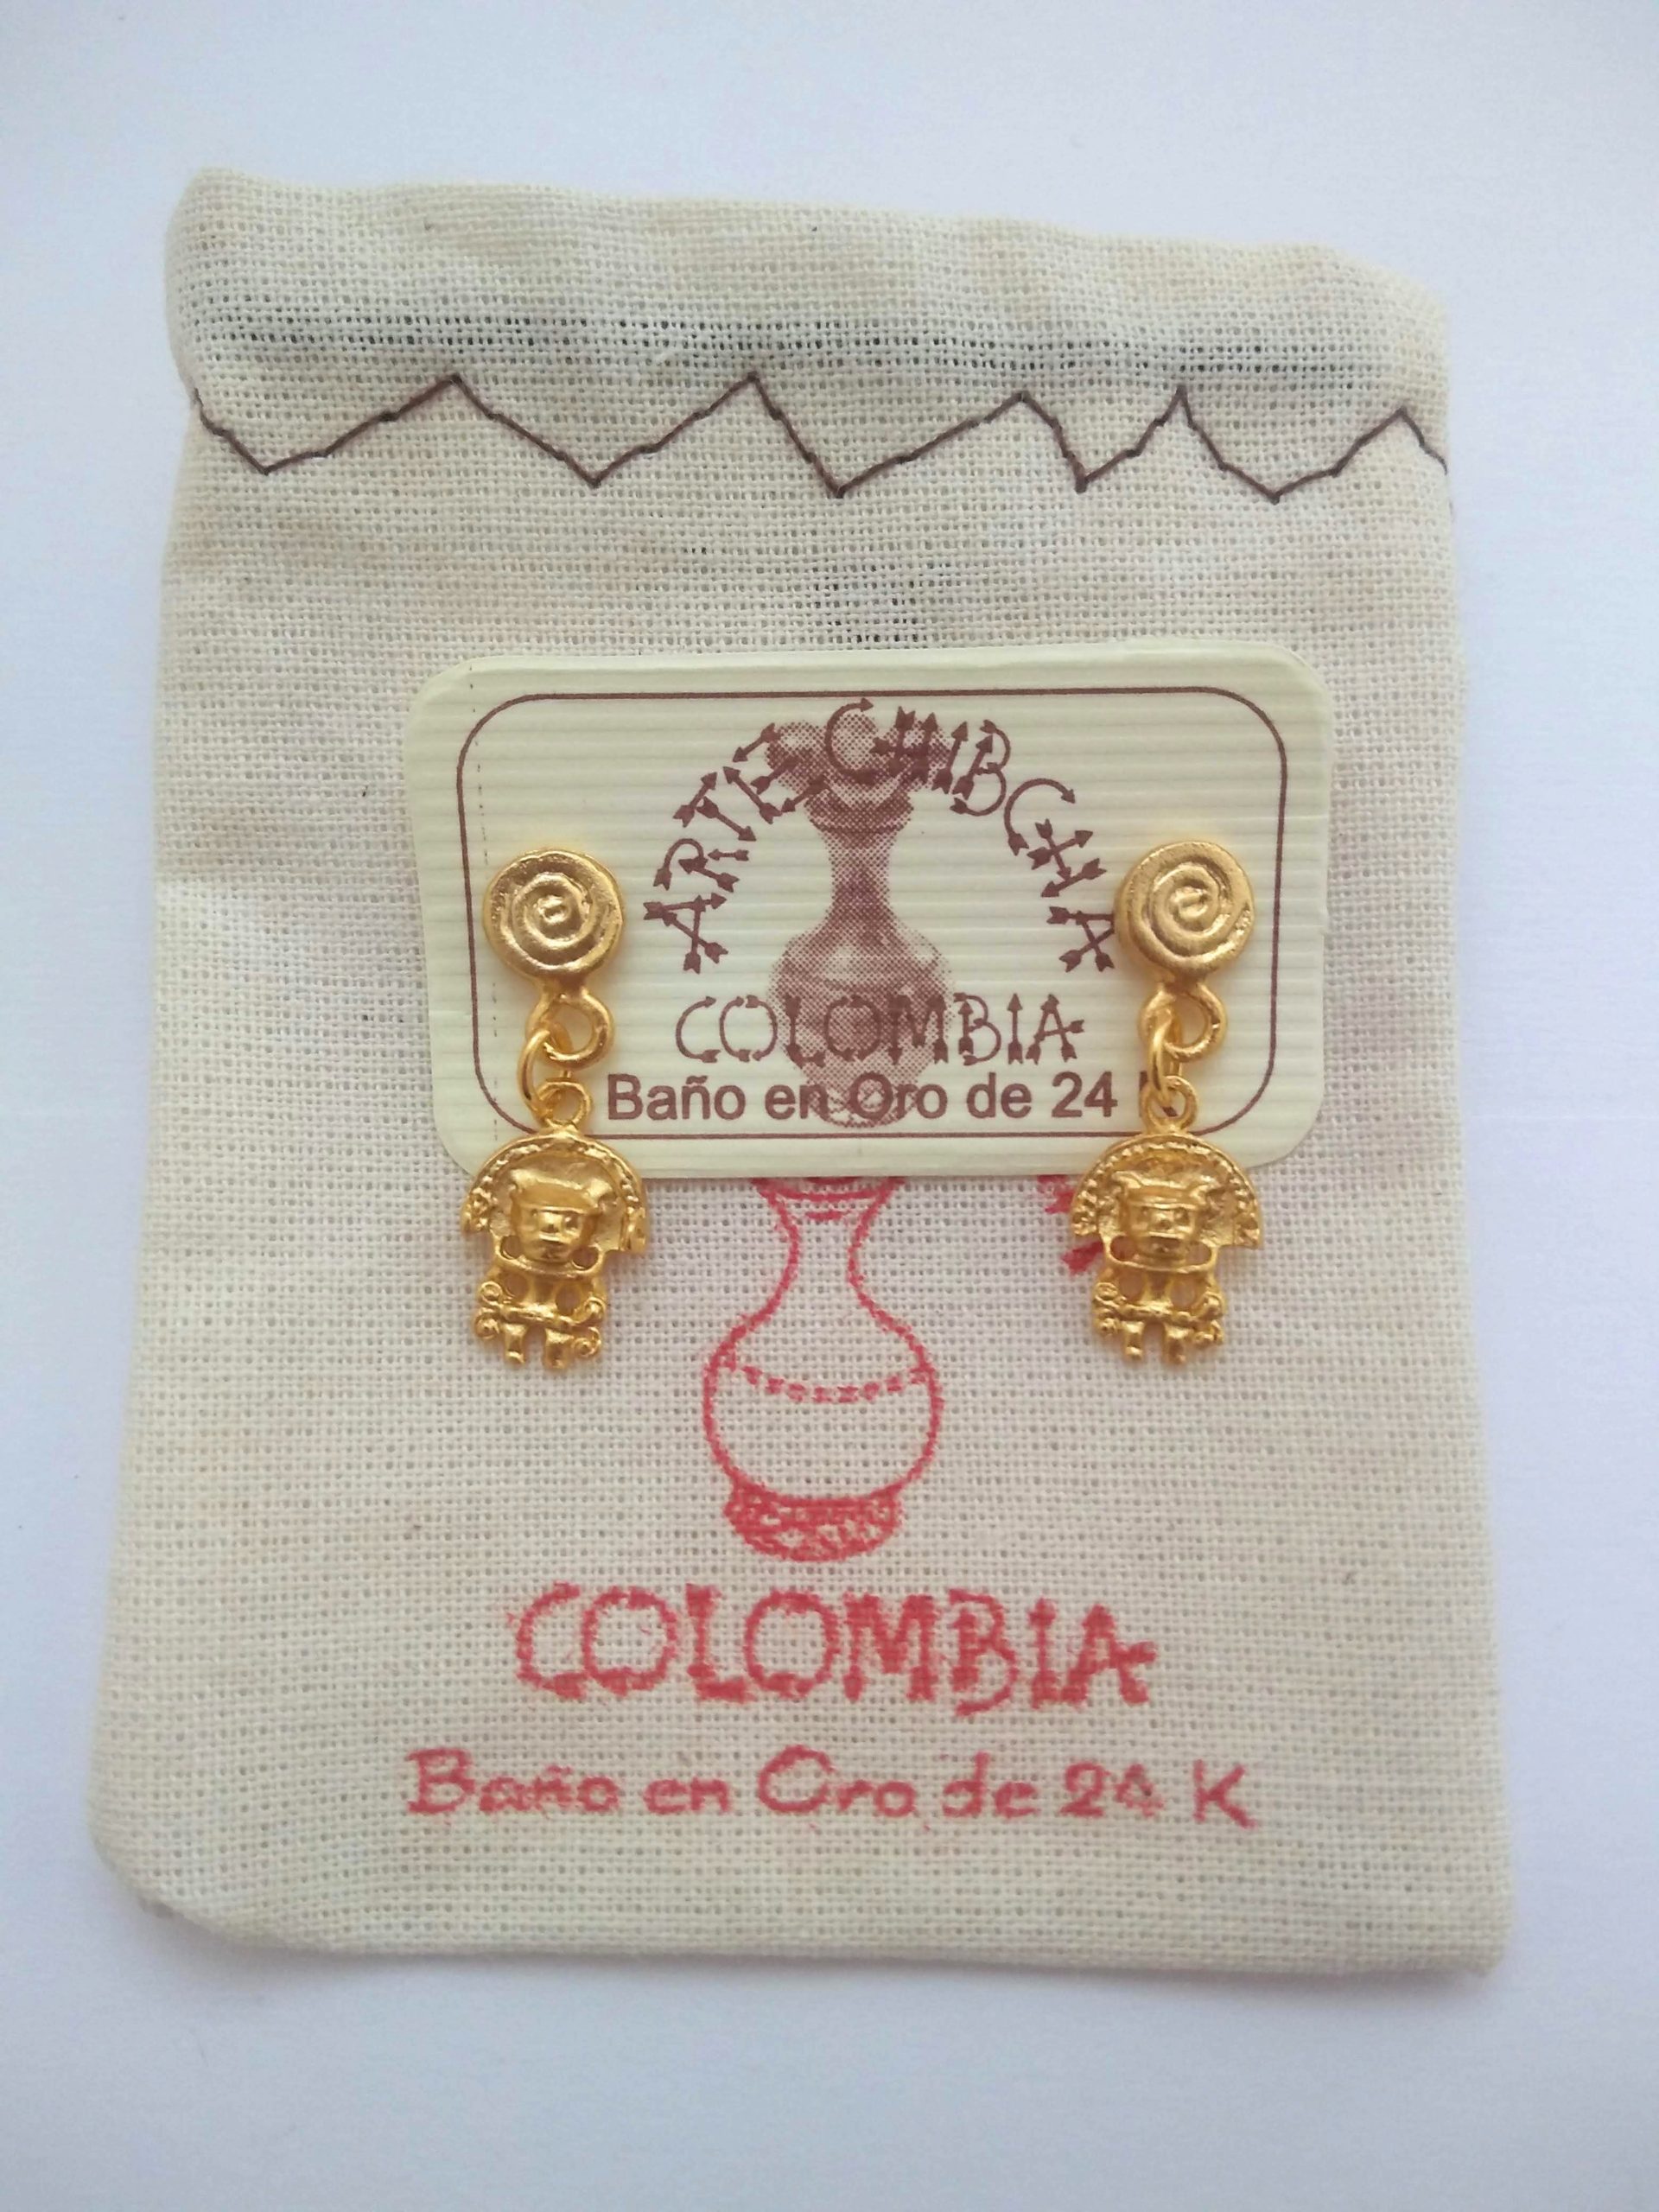 ARTE CHIBCHA
COLOMBIA
Baño en Oro de 24
COLOMBIA
Baño en Oro de 24 K